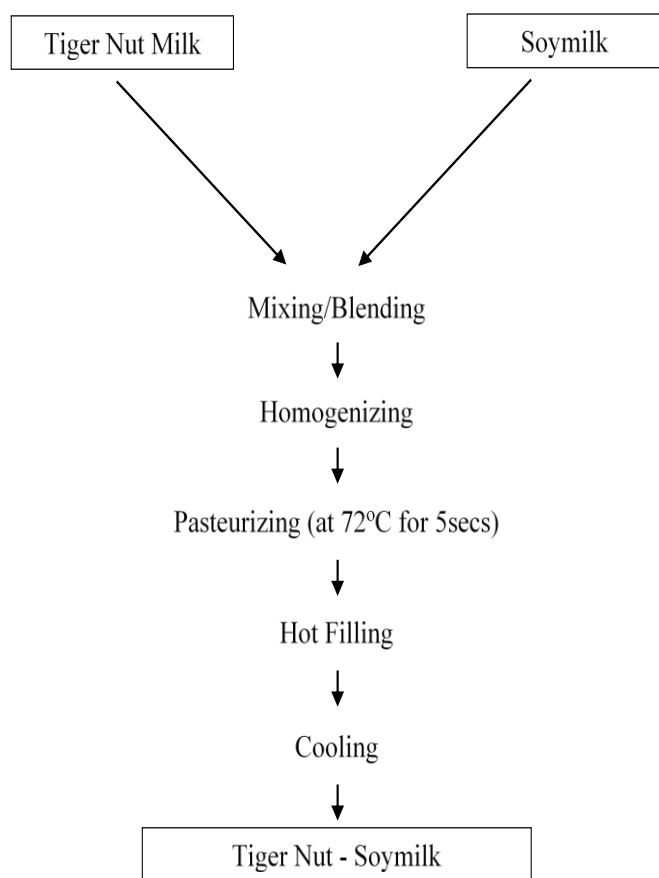 Tiger Nut Milk
Soymilk
Mixing/Blending
Homogenizing
Pasteurizing (at 72°C for 5secs)
Hot Filling
Cooling
Tiger Nut - Soymilk